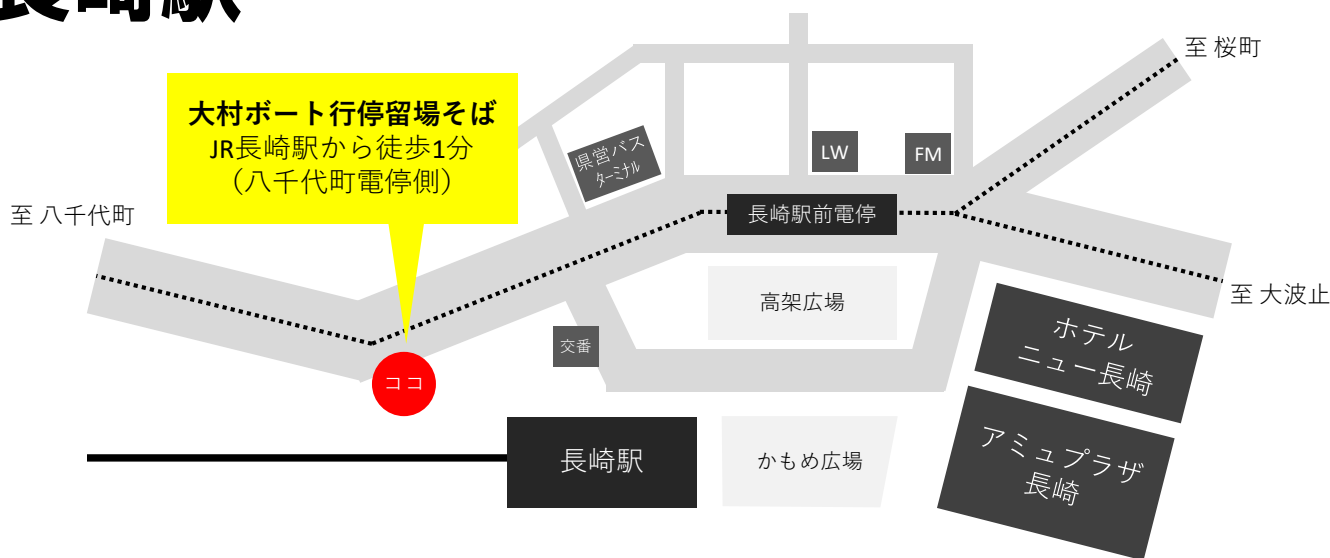 長崎駅
至 桜町
大村ボート行停留場そば
JR長崎駅から徒歩1分
（八千代町電停側）
県営バス
ターミナル
LW
FM
至 八千代町
長崎駅前電停
高架広場
至 大波止
ホテル
ニュー長崎
交番
ココ
アミュプラザ
長崎
長崎駅
かもめ広場